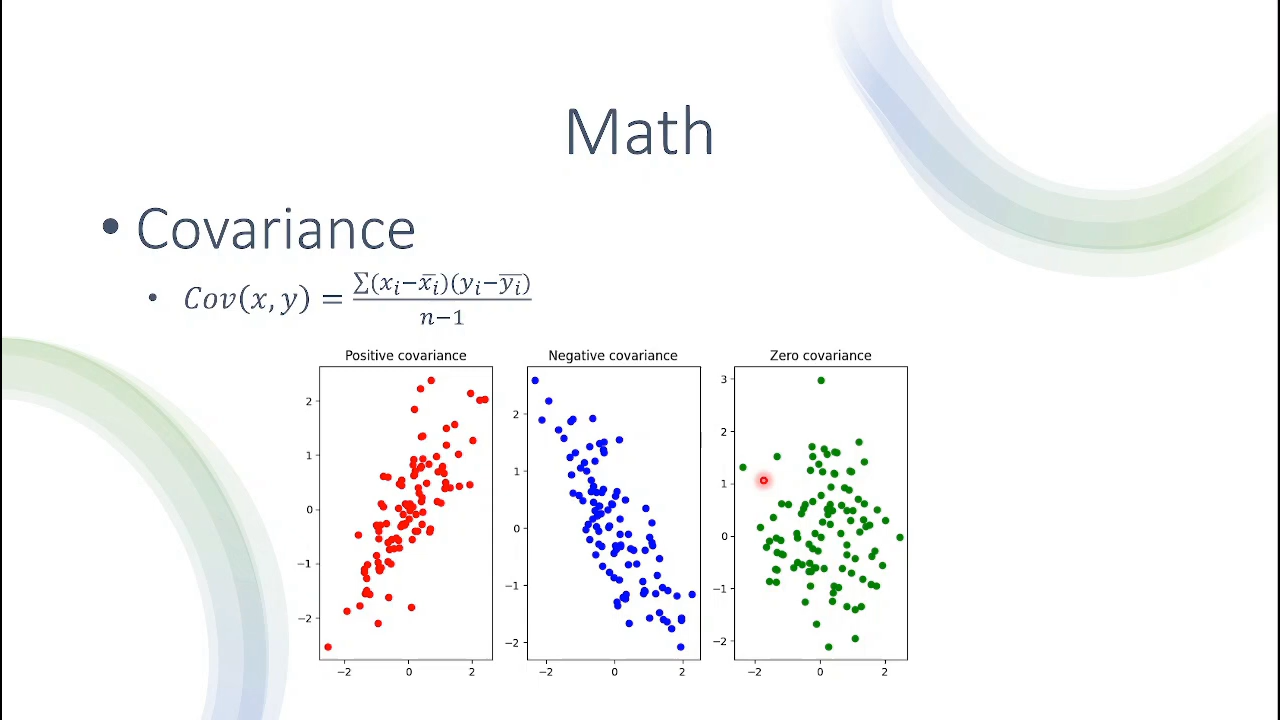 Math
• Covariance
• Cov(x, y) = ∑(xᵢ−x̅ᵢ)(yᵢ−y̅ᵢ) / n−1
Positive covariance
2
1
0
−1
−2
−2 0 2
Negative covariance
2
1
0
−1
−2
−2 0 2
Zero covariance
3
2
1
0
−1
−2
−2 0 2